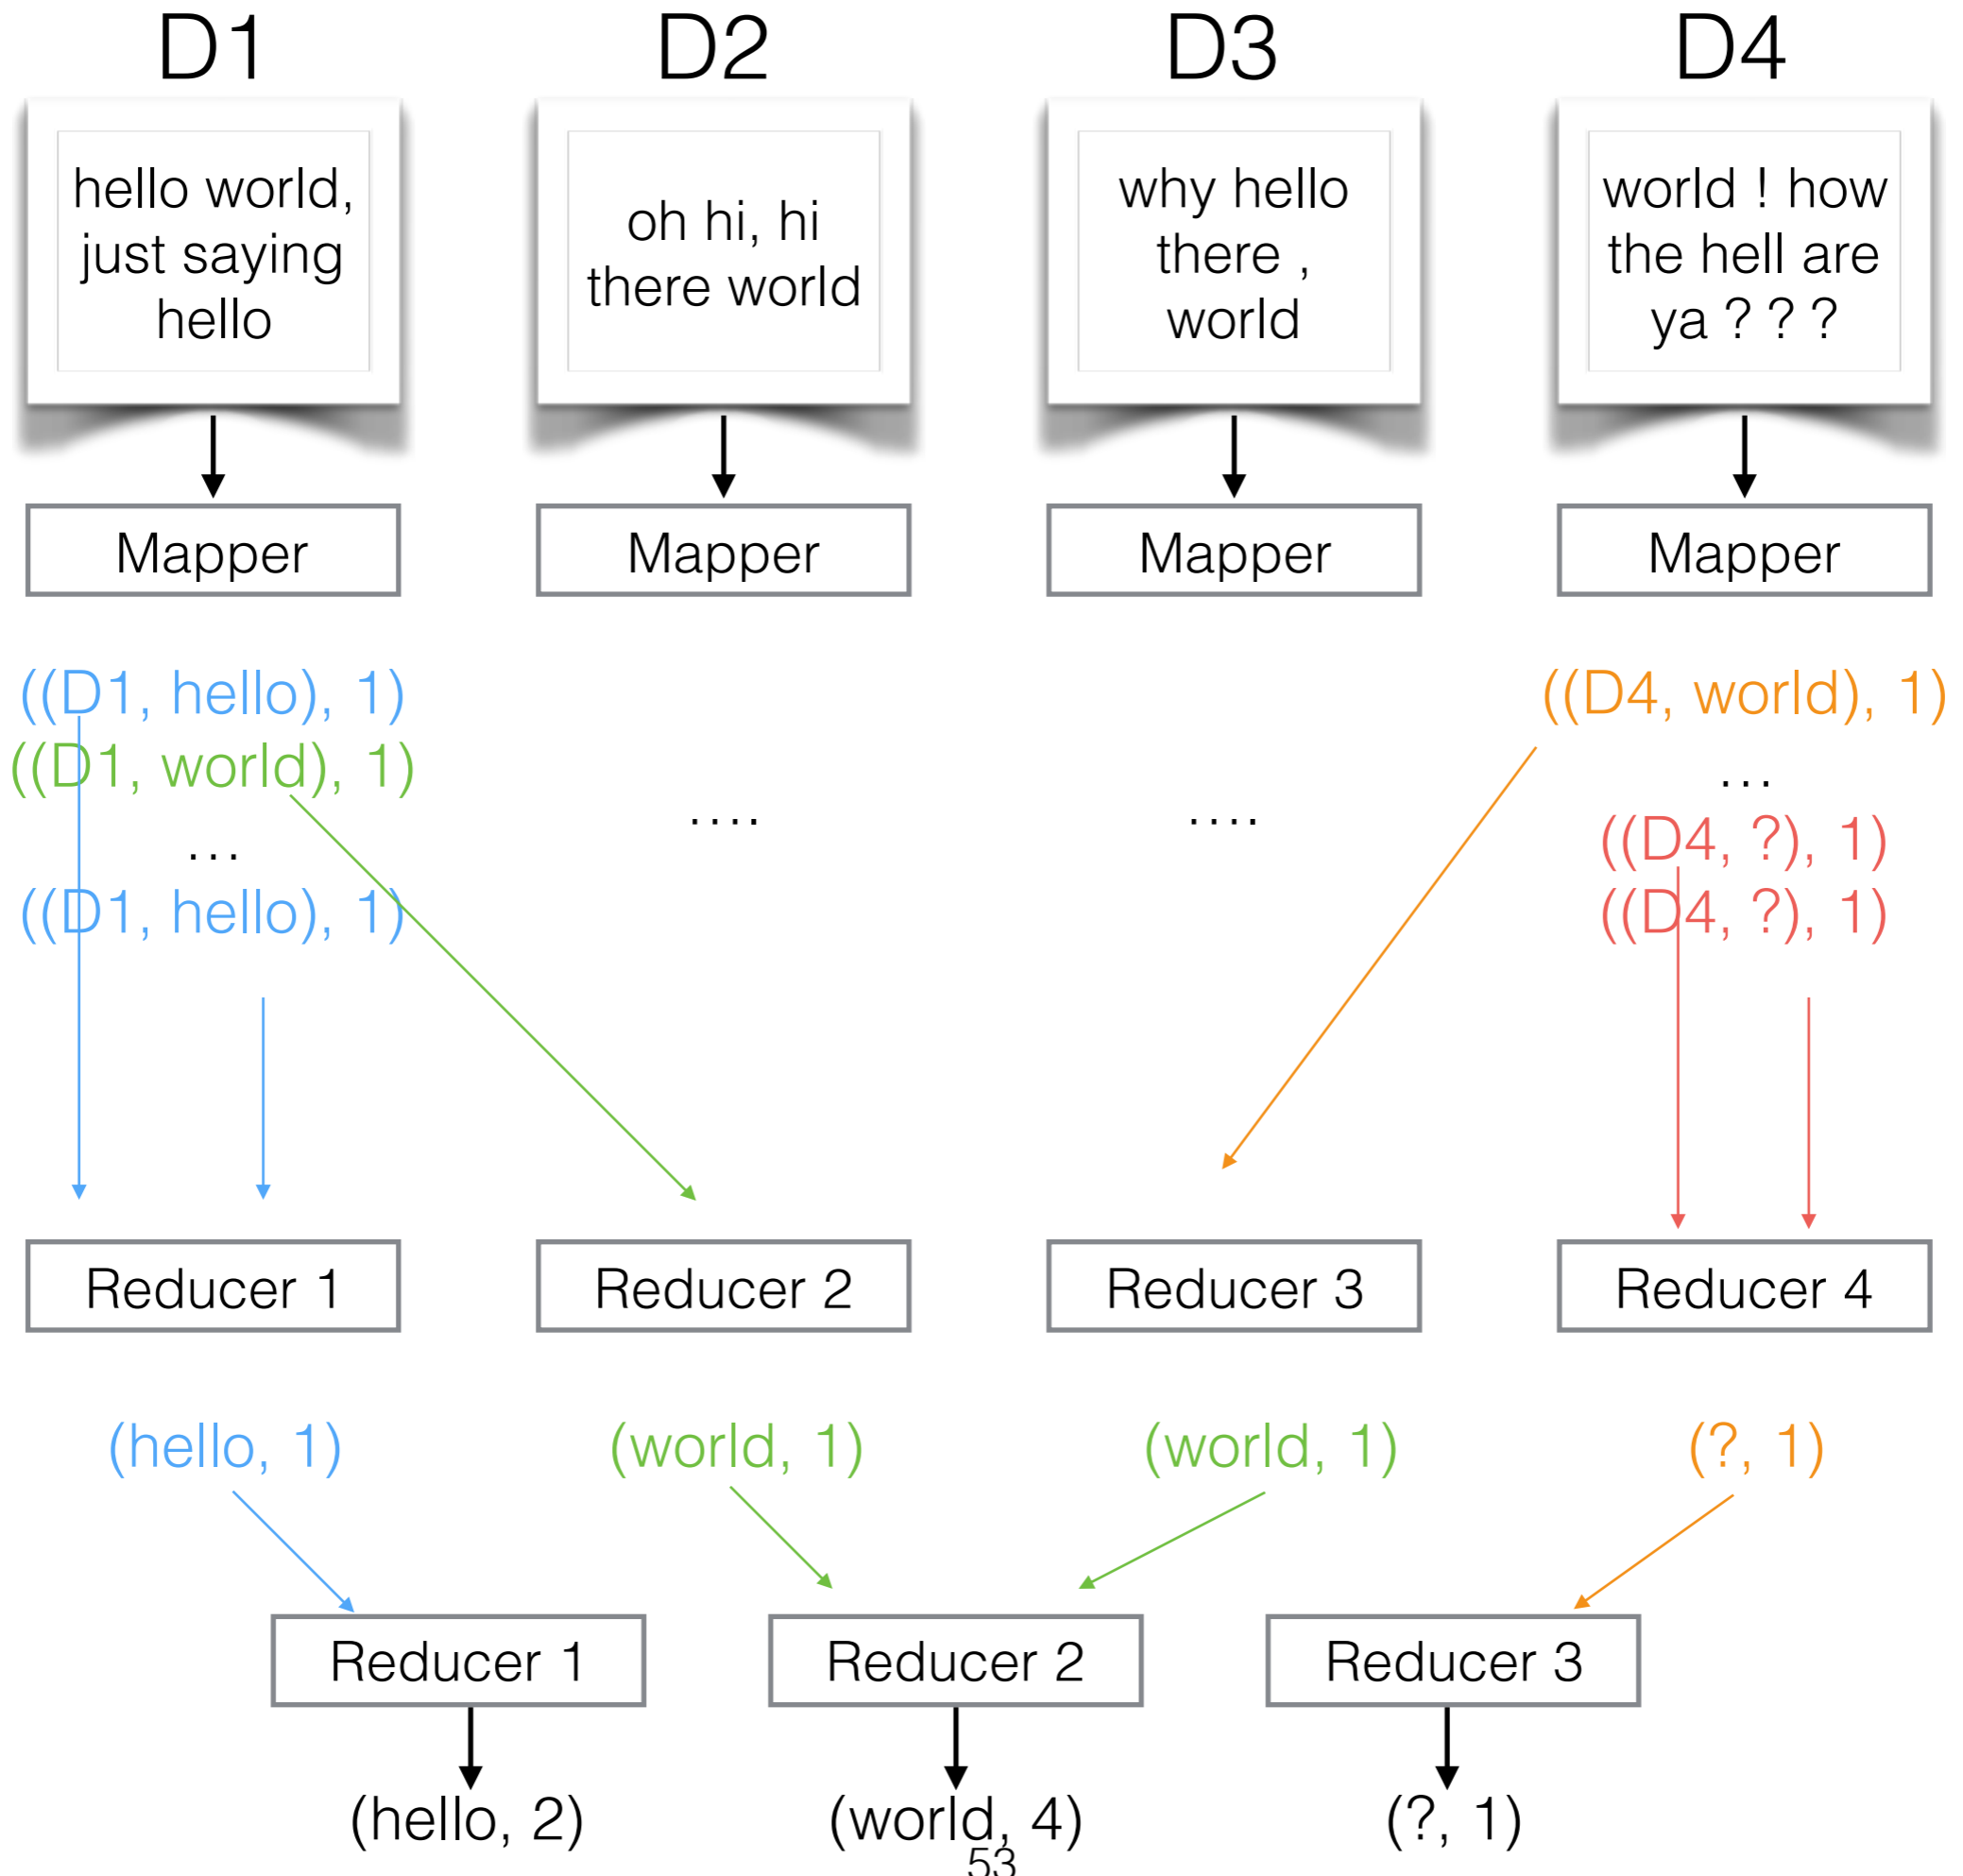 D1
D2
D3
D4
hello world,
just saying
hello
oh hi, hi
there world
why hello
there ,
world
world ! how
the hell are
ya ? ? ?
Mapper
Mapper
Mapper
Mapper
((D1, hello), 1)
((D1, world), 1)
...
((D1, hello), 1)
....
....
((D4, world), 1)
...
((D4, ?), 1)
((D4, ?), 1)
Reducer 1
Reducer 2
Reducer 3
Reducer 4
(hello, 1)
(world, 1)
(world, 1)
(?, 1)
Reducer 1
Reducer 2
Reducer 3
(hello, 2)
(world, 4)
(?, 1)
53